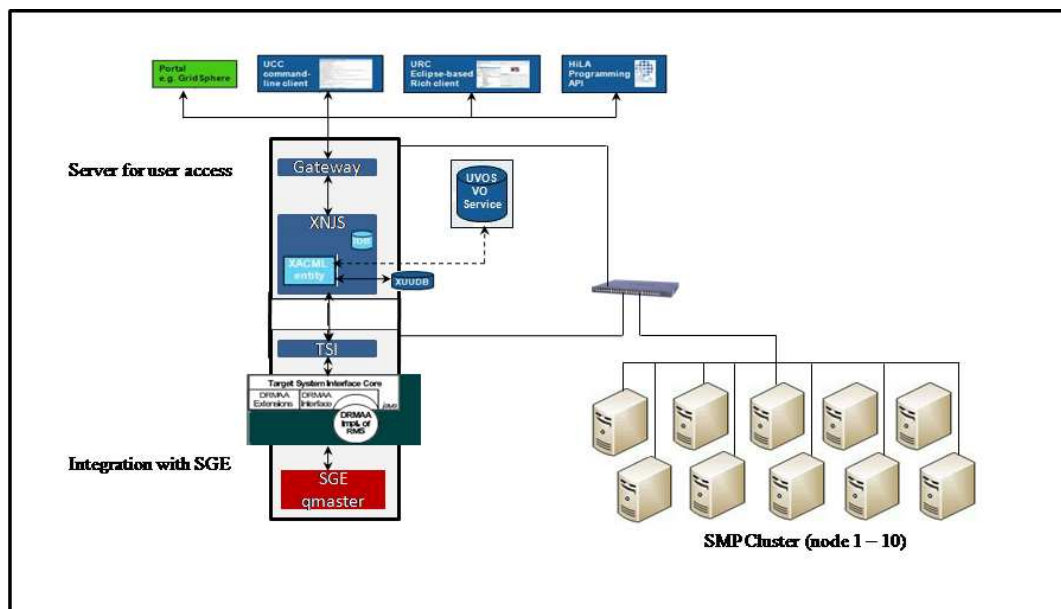 Portal
e.g. GridSphere
UCC
command-
line client
URC
Eclipse-based
Rich client
HiLA
Programming
API
Server for user access
Gateway
XNJS
IDB
XACML
entity
XUUDB
UVOS
VO
Service
TSI
Target System Interface Core
DRMAA
Extensions
DRMAA
Interface
java
DRMAA
Impl. of
RMS
Integration with SGE
SGE
qmaster
SMP Cluster (node 1 – 10)